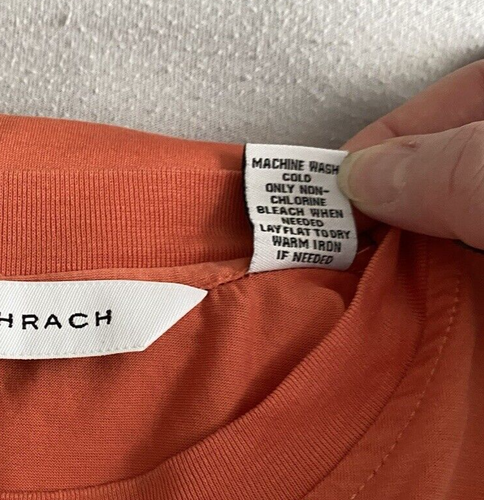 MACHINE WASH
COLD
ONLY NON-
CHLORINE
BLEACH WHEN
NEEDED
LAY FLAT TO DRY
WARM IRON
IF NEEDED
HRACH